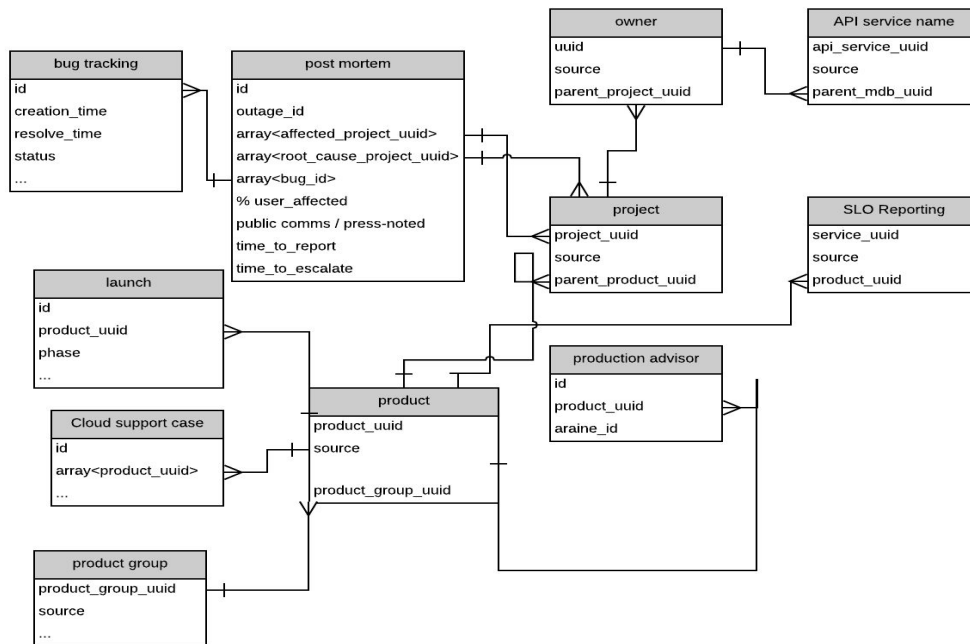 owner
uuid
source
parent_project_uuid
API service name
api_service_uuid
source
parent_mdb_uuid
bug tracking
id
creation_time
resolve_time
status
...
post mortem
id
outage_id
array<affected_project_uuid>
array<root_cause_project_uuid>
array<bug_id>
% user_affected
public comms / press-noted
time_to_report
time_to_escalate
project
project_uuid
source
parent_product_uuid
SLO Reporting
service_uuid
source
product_uuid
launch
id
product_uuid
phase
...
production advisor
id
product_uuid
araine_id
product
product_uuid
source
product_group_uuid
Cloud support case
id
array<product_uuid>
...
product group
product_group_uuid
source
...